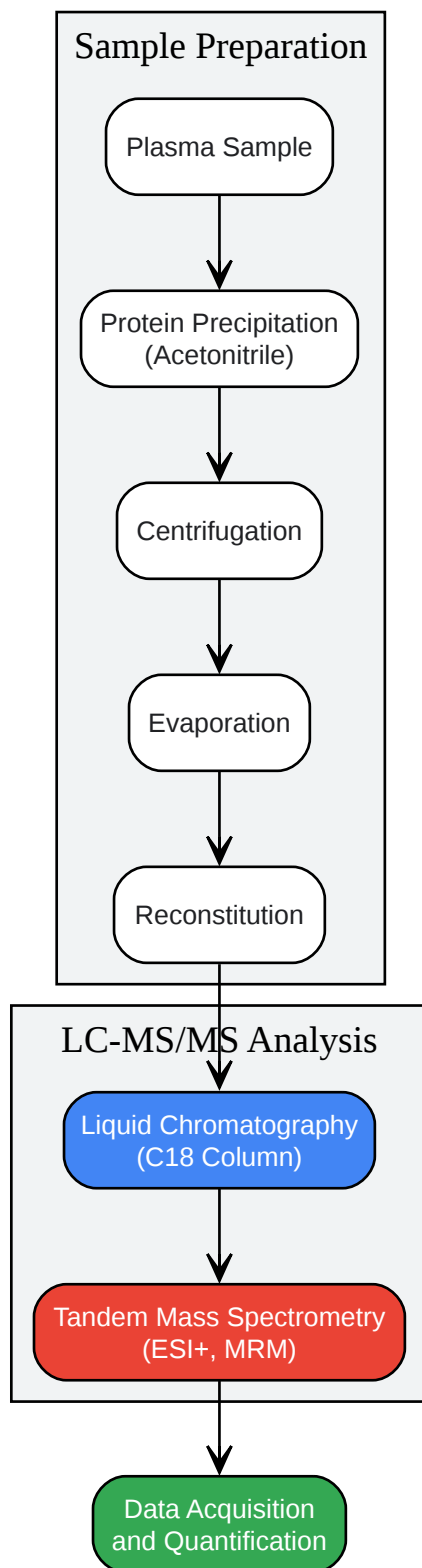 Sample Preparation
Plasma Sample
Protein Precipitation
(Acetonitrile)
Centrifugation
Evaporation
Reconstitution
LC-MS/MS Analysis
Liquid Chromatography
(C18 Column)
Tandem Mass Spectrometry
(ESI+, MRM)
Data Acquisition
and Quantification